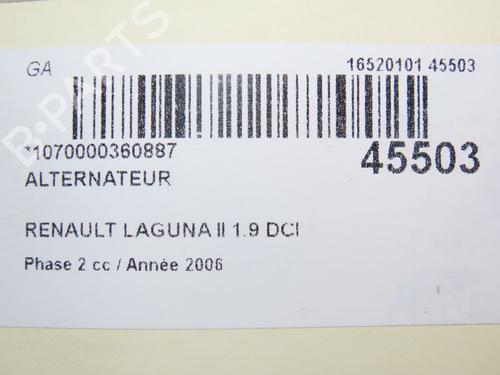 GA
16520101 45503
*1070000360887
45503
ALTERNATEUR
RENAULT LAGUNA II 1.9 DCI
Phase 2 cc / Année 2006
B-PARTS